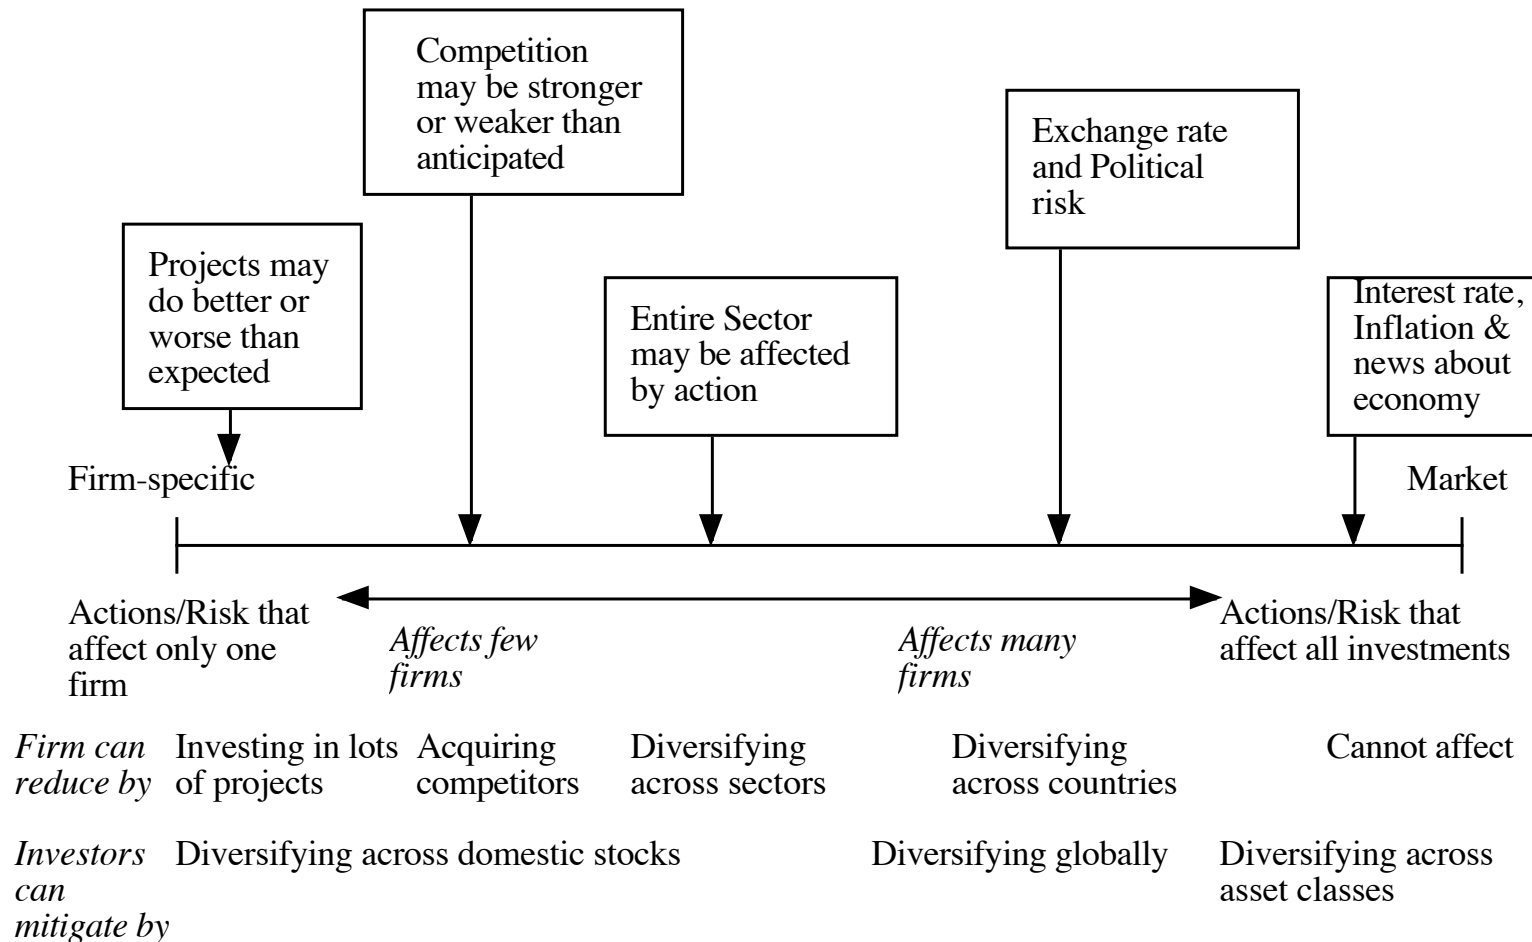 Competition
may be stronger
or weaker than
anticipated
Exchange rate
and Political
risk
Projects may
do better or
worse than
expected
Entire Sector
may be affected
by action
Interest rate,
Inflation &
news about
economy
Firm-specific
Market
Actions/Risk that
affect only one
firm
Affects few
firms
Affects many
firms
Actions/Risk that
affect all investments
Firm can
reduce by
Investing in lots
of projects
Acquiring
competitors
Diversifying
across sectors
Diversifying
across countries
Cannot affect
Investors
can
mitigate by
Diversifying across domestic stocks
Diversifying globally
Diversifying across
asset classes